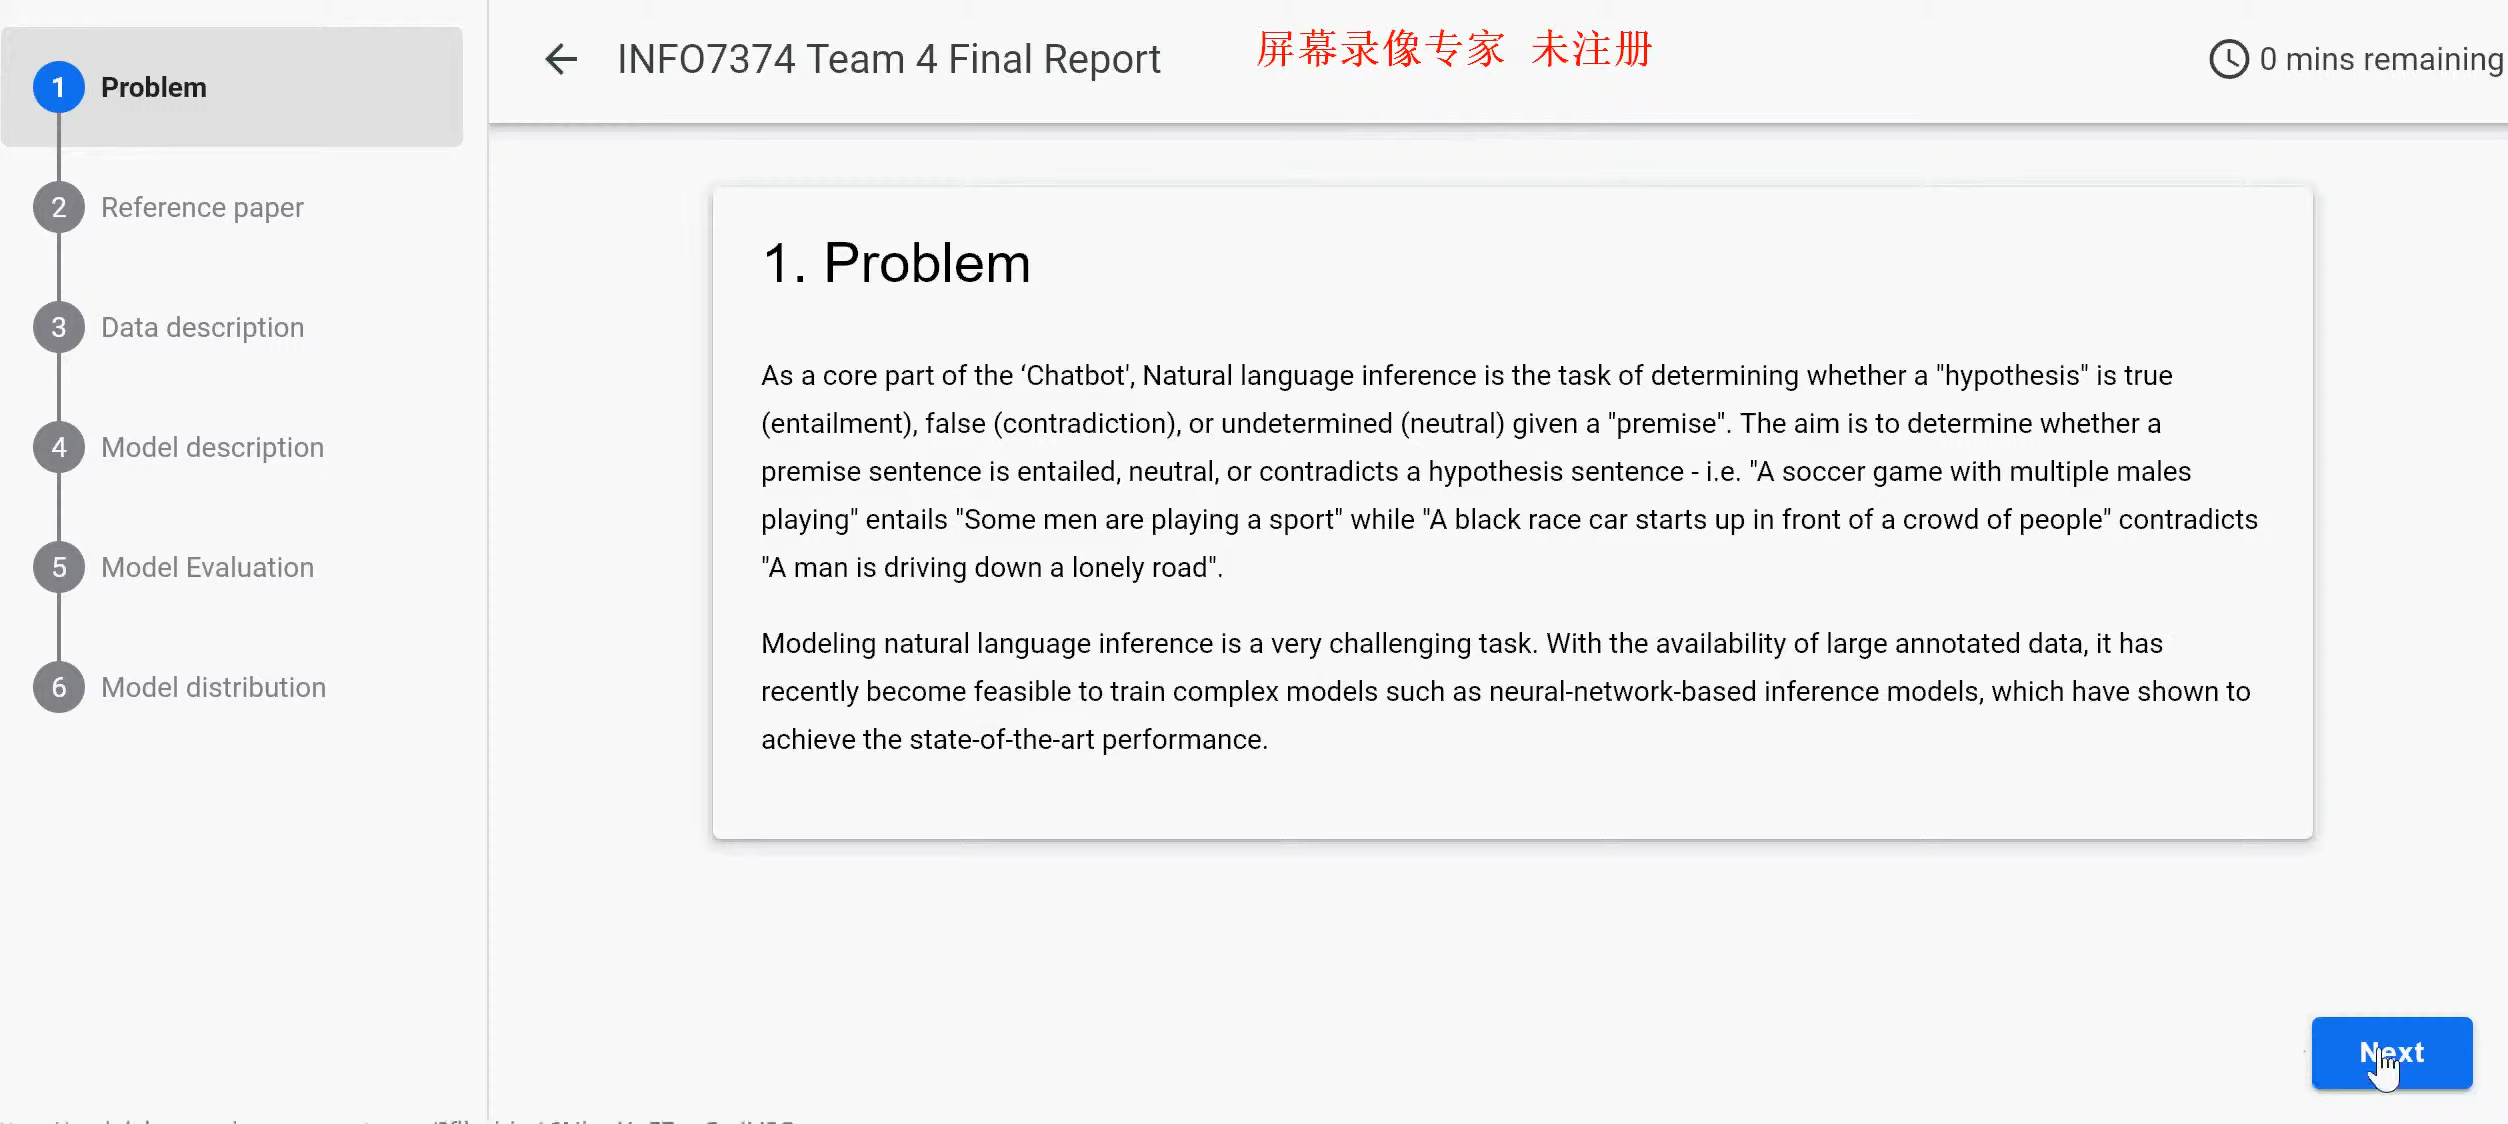 1 Problem
2 Reference paper
3 Data description
4 Model description
5 Model Evaluation
6 Model distribution
INFO7374 Team 4 Final Report
屏幕录像专家 未注册
0 mins remaining
1. Problem
As a core part of the ‘Chatbot', Natural language inference is the task of determining whether a "hypothesis" is true
(entailment), false (contradiction), or undetermined (neutral) given a "premise". The aim is to determine whether a
premise sentence is entailed, neutral, or contradicts a hypothesis sentence - i.e. "A soccer game with multiple males
playing" entails "Some men are playing a sport" while "A black race car starts up in front of a crowd of people" contradicts
"A man is driving down a lonely road".
Modeling natural language inference is a very challenging task. With the availability of large annotated data, it has
recently become feasible to train complex models such as neural-network-based inference models, which have shown to
achieve the state-of-the-art performance.
Next